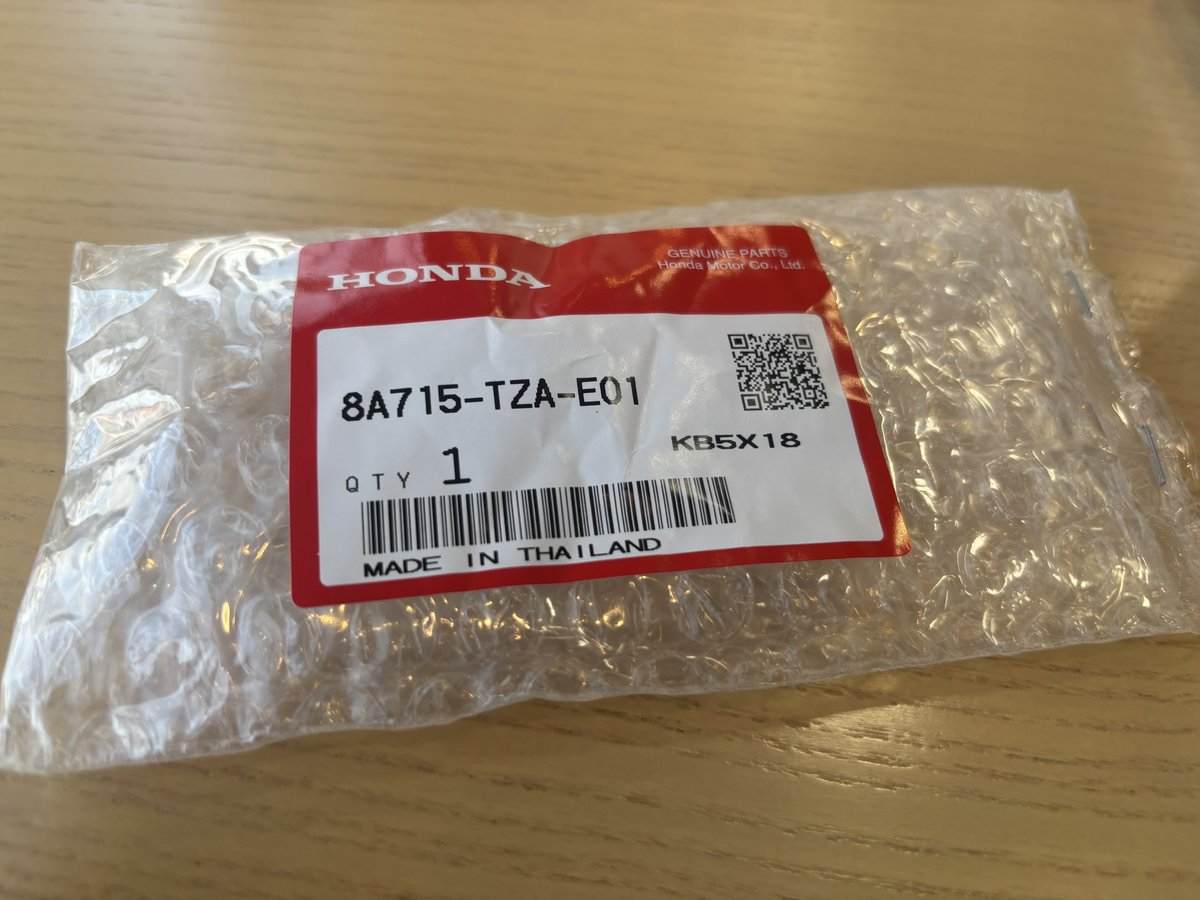 HONDA
GENUINE PARTS
Honda Motor Co., Ltd.
8A715-TZA-E01
KB5X18
QTY 1
MADE IN THAILAND